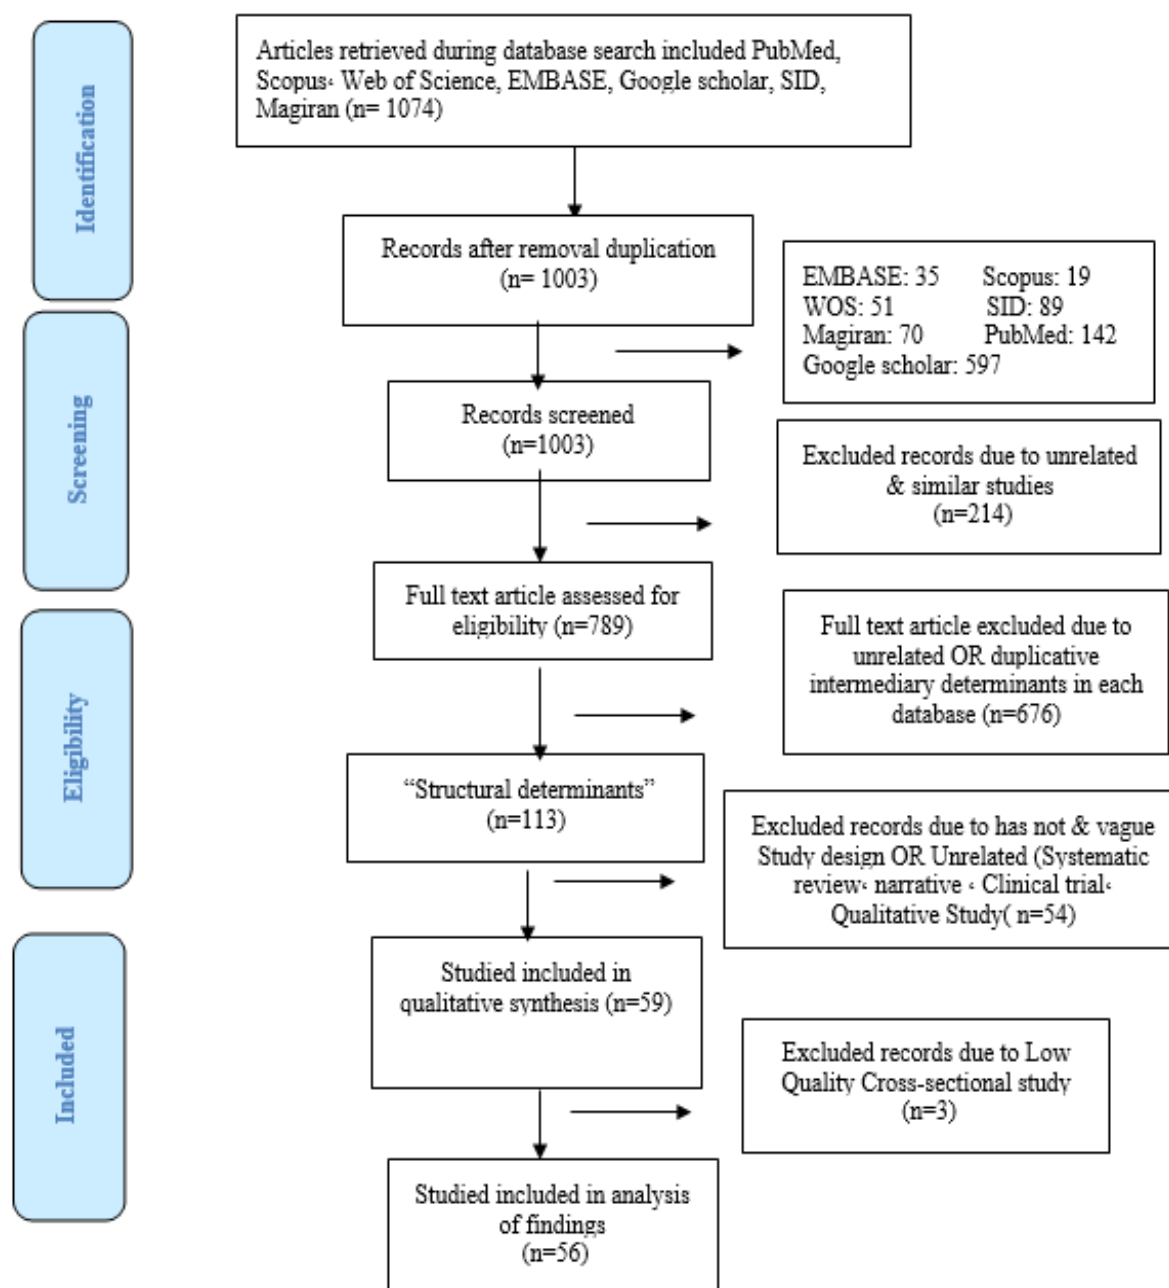 Identification
Articles retrieved during database search included PubMed,
Scopus، Web of Science, EMBASE, Google scholar, SID,
Magiran (n= 1074)
Records after removal duplication
(n= 1003)
EMBASE: 35 Scopus: 19
WOS: 51 SID: 89
Magiran: 70 PubMed: 142
Google scholar: 597
Screening
Records screened
(n=1003)
Excluded records due to unrelated
& similar studies
(n=214)
Full text article assessed for
eligibility (n=789)
Eligibility
Full text article excluded due to
unrelated OR duplicative
intermediary determinants in each
database (n=676)
“Structural determinants”
(n=113)
Excluded records due to has not & vague
Study design OR Unrelated (Systematic
review، narrative ، Clinical trial،
Qualitative Study( n=54)
Included
Studied included in
qualitative synthesis (n=59)
Excluded records due to Low
Quality Cross-sectional study
(n=3)
Studied included in analysis
of findings
(n=56)